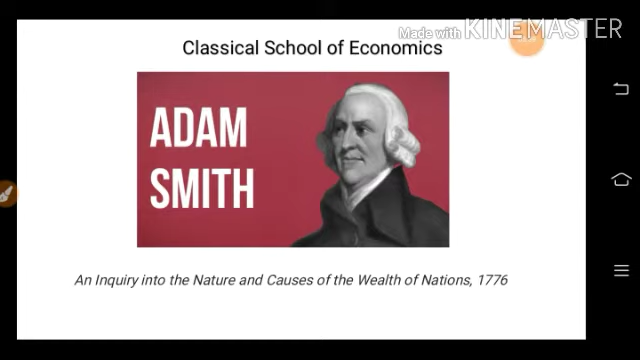 Made with KINEMASTER
Classical School of Economics
ADAM
SMITH
An Inquiry into the Nature and Causes of the Wealth of Nations, 1776